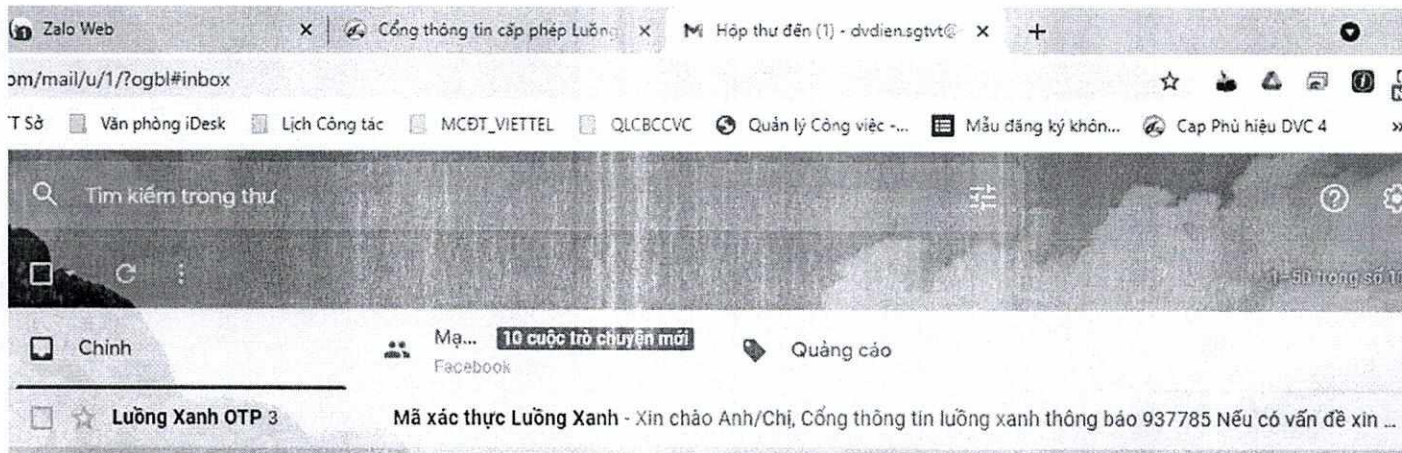 Zalo Web Cổng thông tin cấp phép Luồng Hộp thư đến (1) - dvdien.sgtvt@
om/mail/u/1/?ogbl#inbox
T Sở Văn phòng iDesk Lịch Công tác MCĐT_VIETTEL QLCBCCVC Quản lý Công việc -... Mẫu đăng ký khôn... Cap Phù hiệu DVC 4 »
Tìm kiếm trong thư
1-50 trong số
Chính Mạ... 10 cuộc trò chuyện mới Quảng cáo
Facebook
Luồng Xanh OTP 3 Mã xác thực Luồng Xanh - Xin chào Anh/Chị, Cổng thông tin luồng xanh thông báo 937785 Nếu có vấn đề xin ...